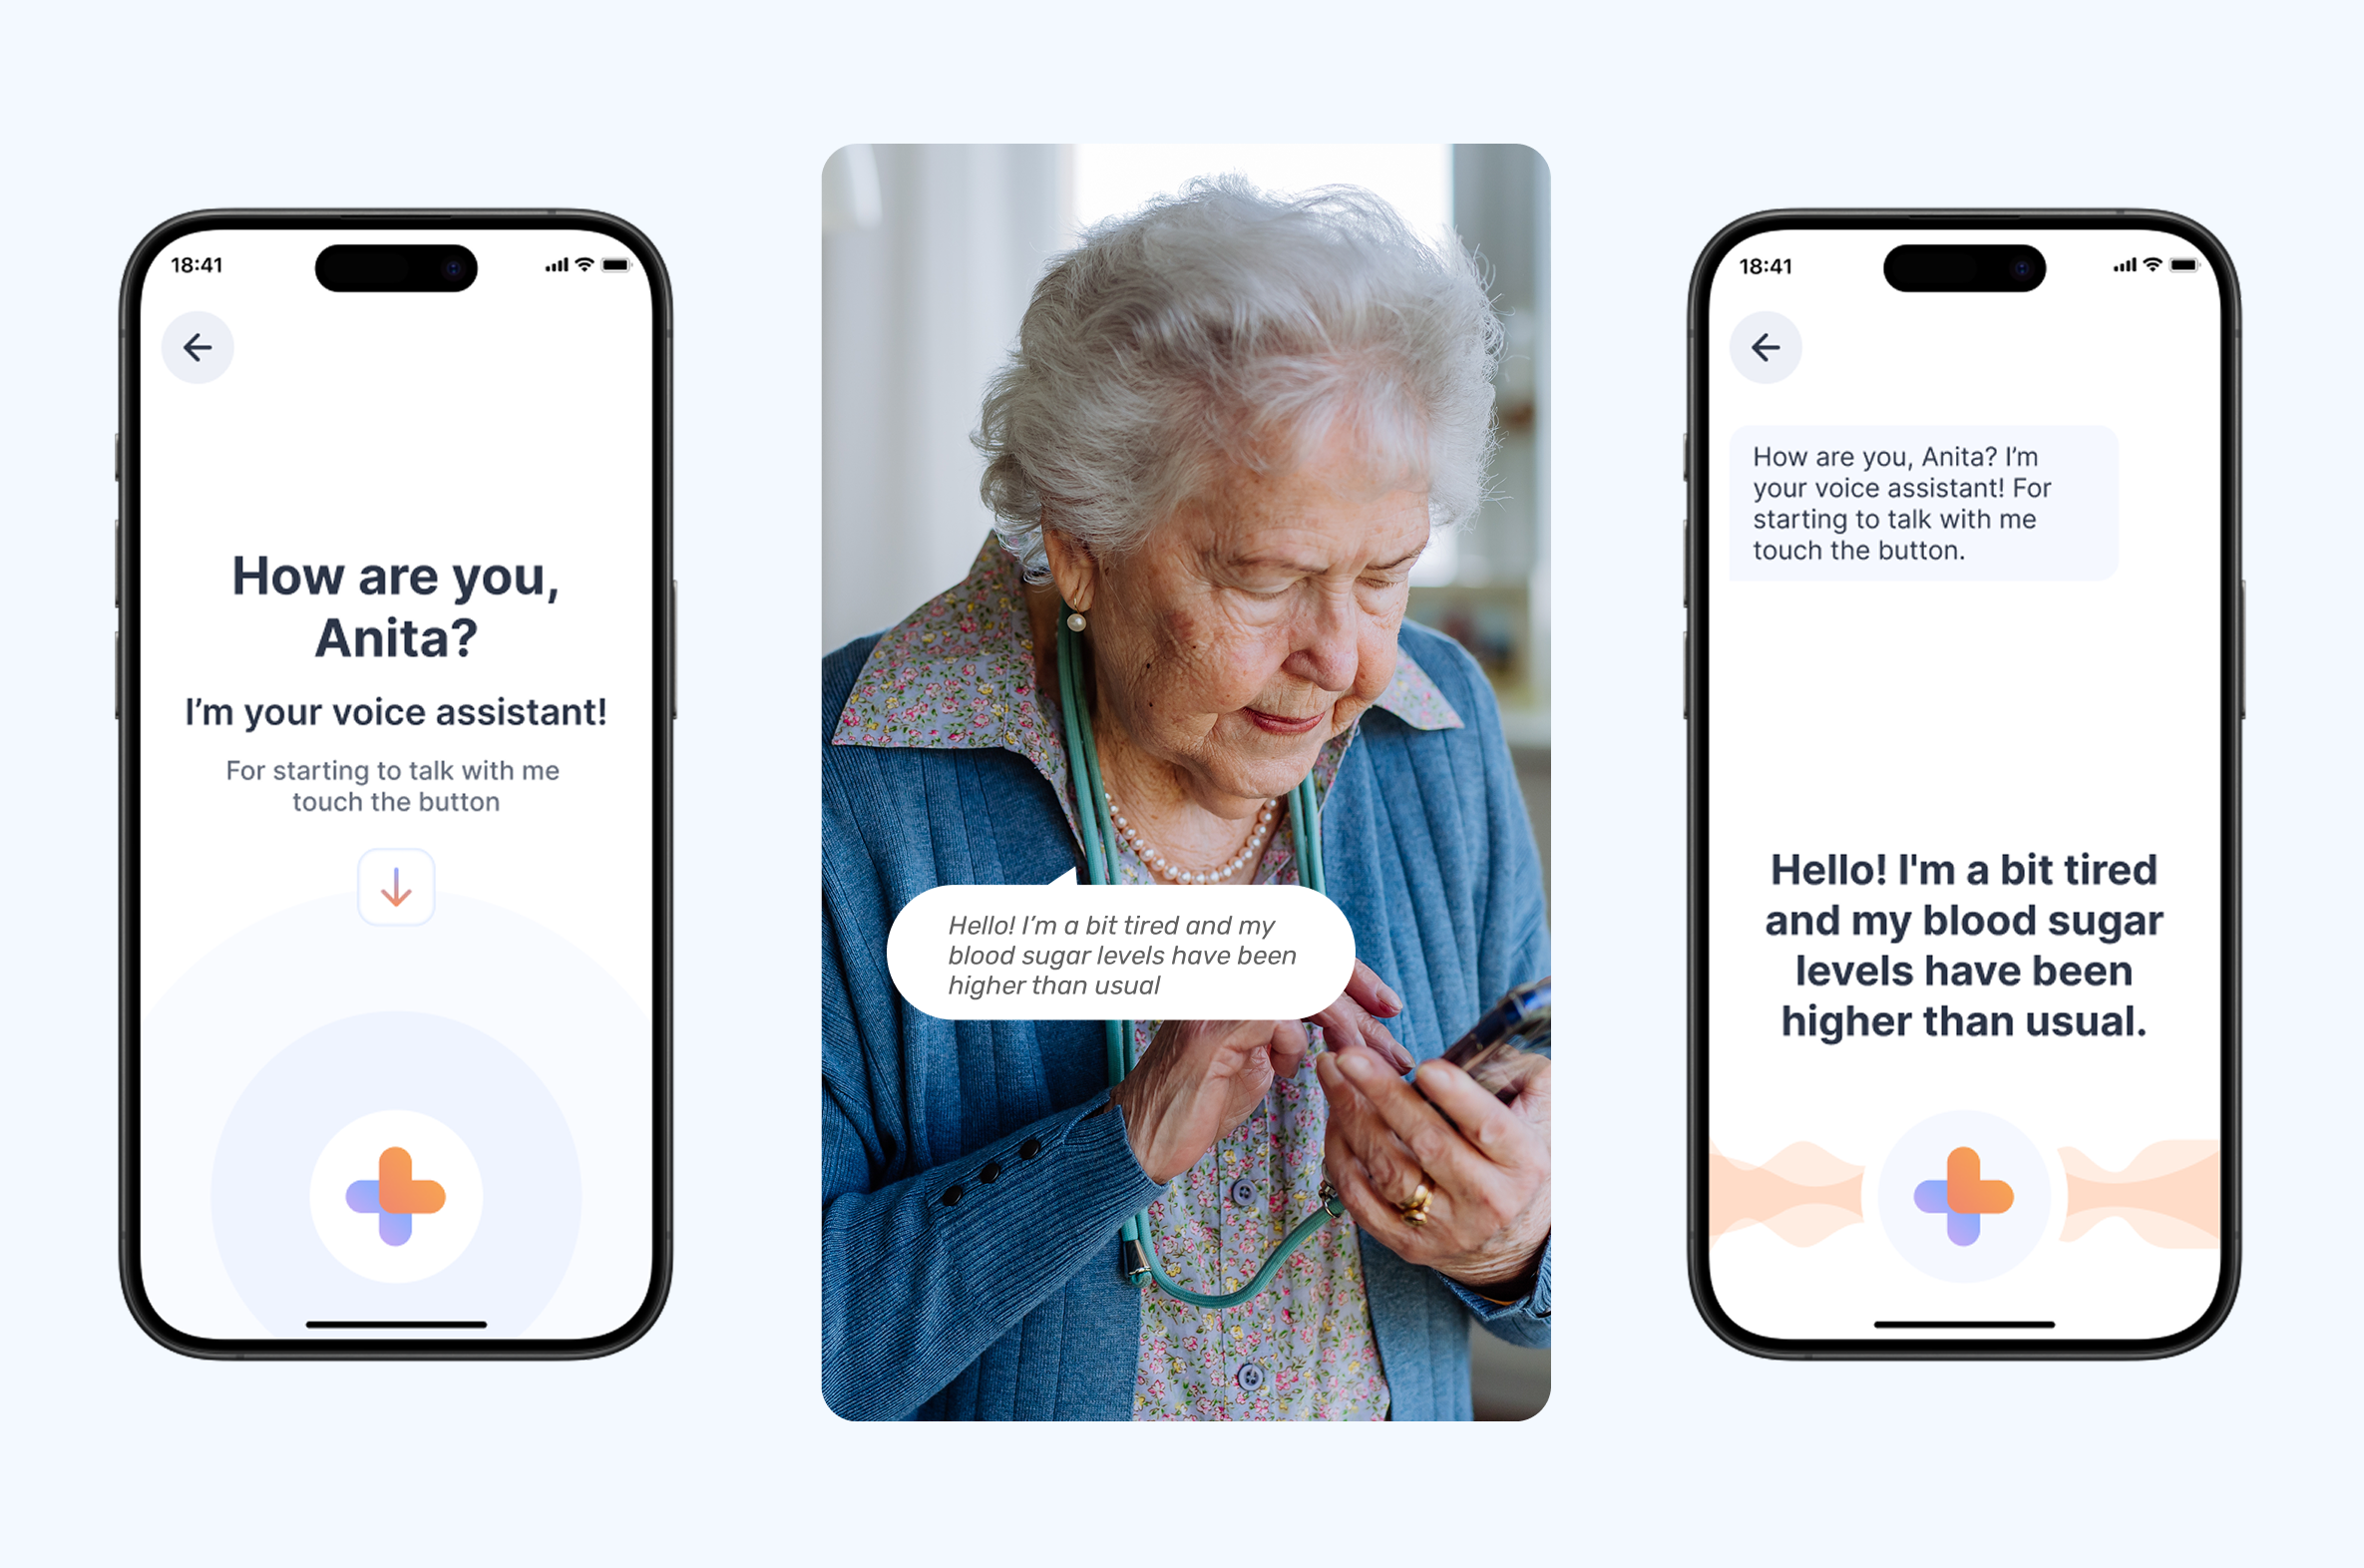 18:41
How are you,
Anita?
I’m your voice assistant!
For starting to talk with me
touch the button
Hello! I’m a bit tired and my
blood sugar levels have been
higher than usual
18:41
How are you, Anita? I’m
your voice assistant! For
starting to talk with me
touch the button.
Hello! I'm a bit tired
and my blood sugar
levels have been
higher than usual.